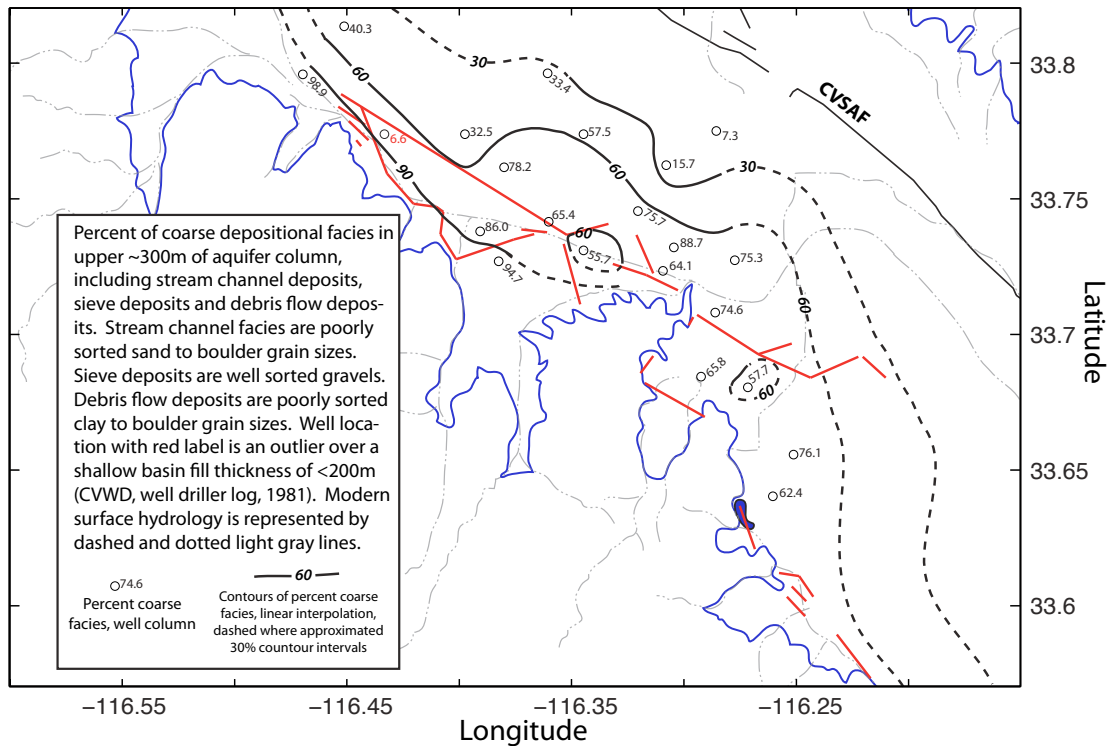 40.3
30
33.8
60
98.9
33.4
CVSAF
6.6
32.5
57.5
7.3
78.2
15.7
30
90
60
33.75
65.4
75.7
86.0
60
55.7
88.7
94.7
64.1
75.3
60
74.6
33.7
Latitude
65.8
57.7
60
76.1
33.65
62.4
33.6
Percent of coarse depositional facies in
upper ~300m of aquifer column,
including stream channel deposits,
sieve deposits and debris flow depos-
its. Stream channel facies are poorly
sorted sand to boulder grain sizes.
Sieve deposits are well sorted gravels.
Debris flow deposits are poorly sorted
clay to boulder grain sizes. Well loca-
tion with red label is an outlier over a
shallow basin fill thickness of <200m
(CVWD, well driller log, 1981). Modern
surface hydrology is represented by
dashed and dotted light gray lines.
74.6
Percent coarse
facies, well column
60
Contours of percent coarse
facies, linear interpolation,
dashed where approximated
30% countour intervals
−116.55
−116.45
−116.35
−116.25
Longitude